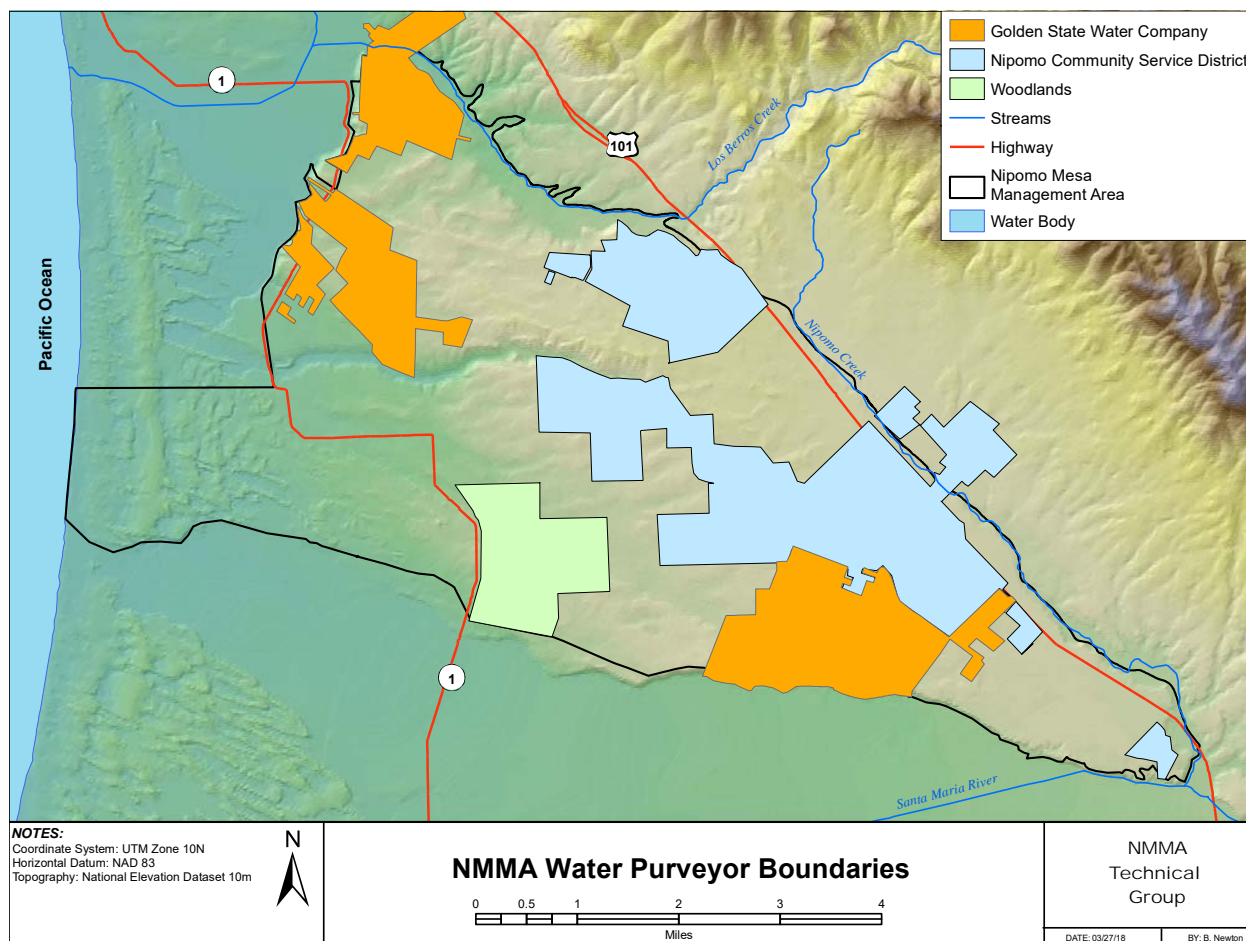 Golden State Water Company
Nipomo Community Service District
Woodlands
Streams
Highway
Nipomo Mesa
Management Area
Water Body
1
101
Los Berros Creek
Pacific Ocean
Nipomo Creek
1
Santa Maria River
NOTES:
Coordinate System: UTM Zone 10N
Horizontal Datum: NAD 83
Topography: National Elevation Dataset 10m
N
NMMA Water Purveyor Boundaries
0 0.5 1 2 3 4
Miles
NMMA
Technical
Group
DATE: 03/27/18 BY: B. Newton